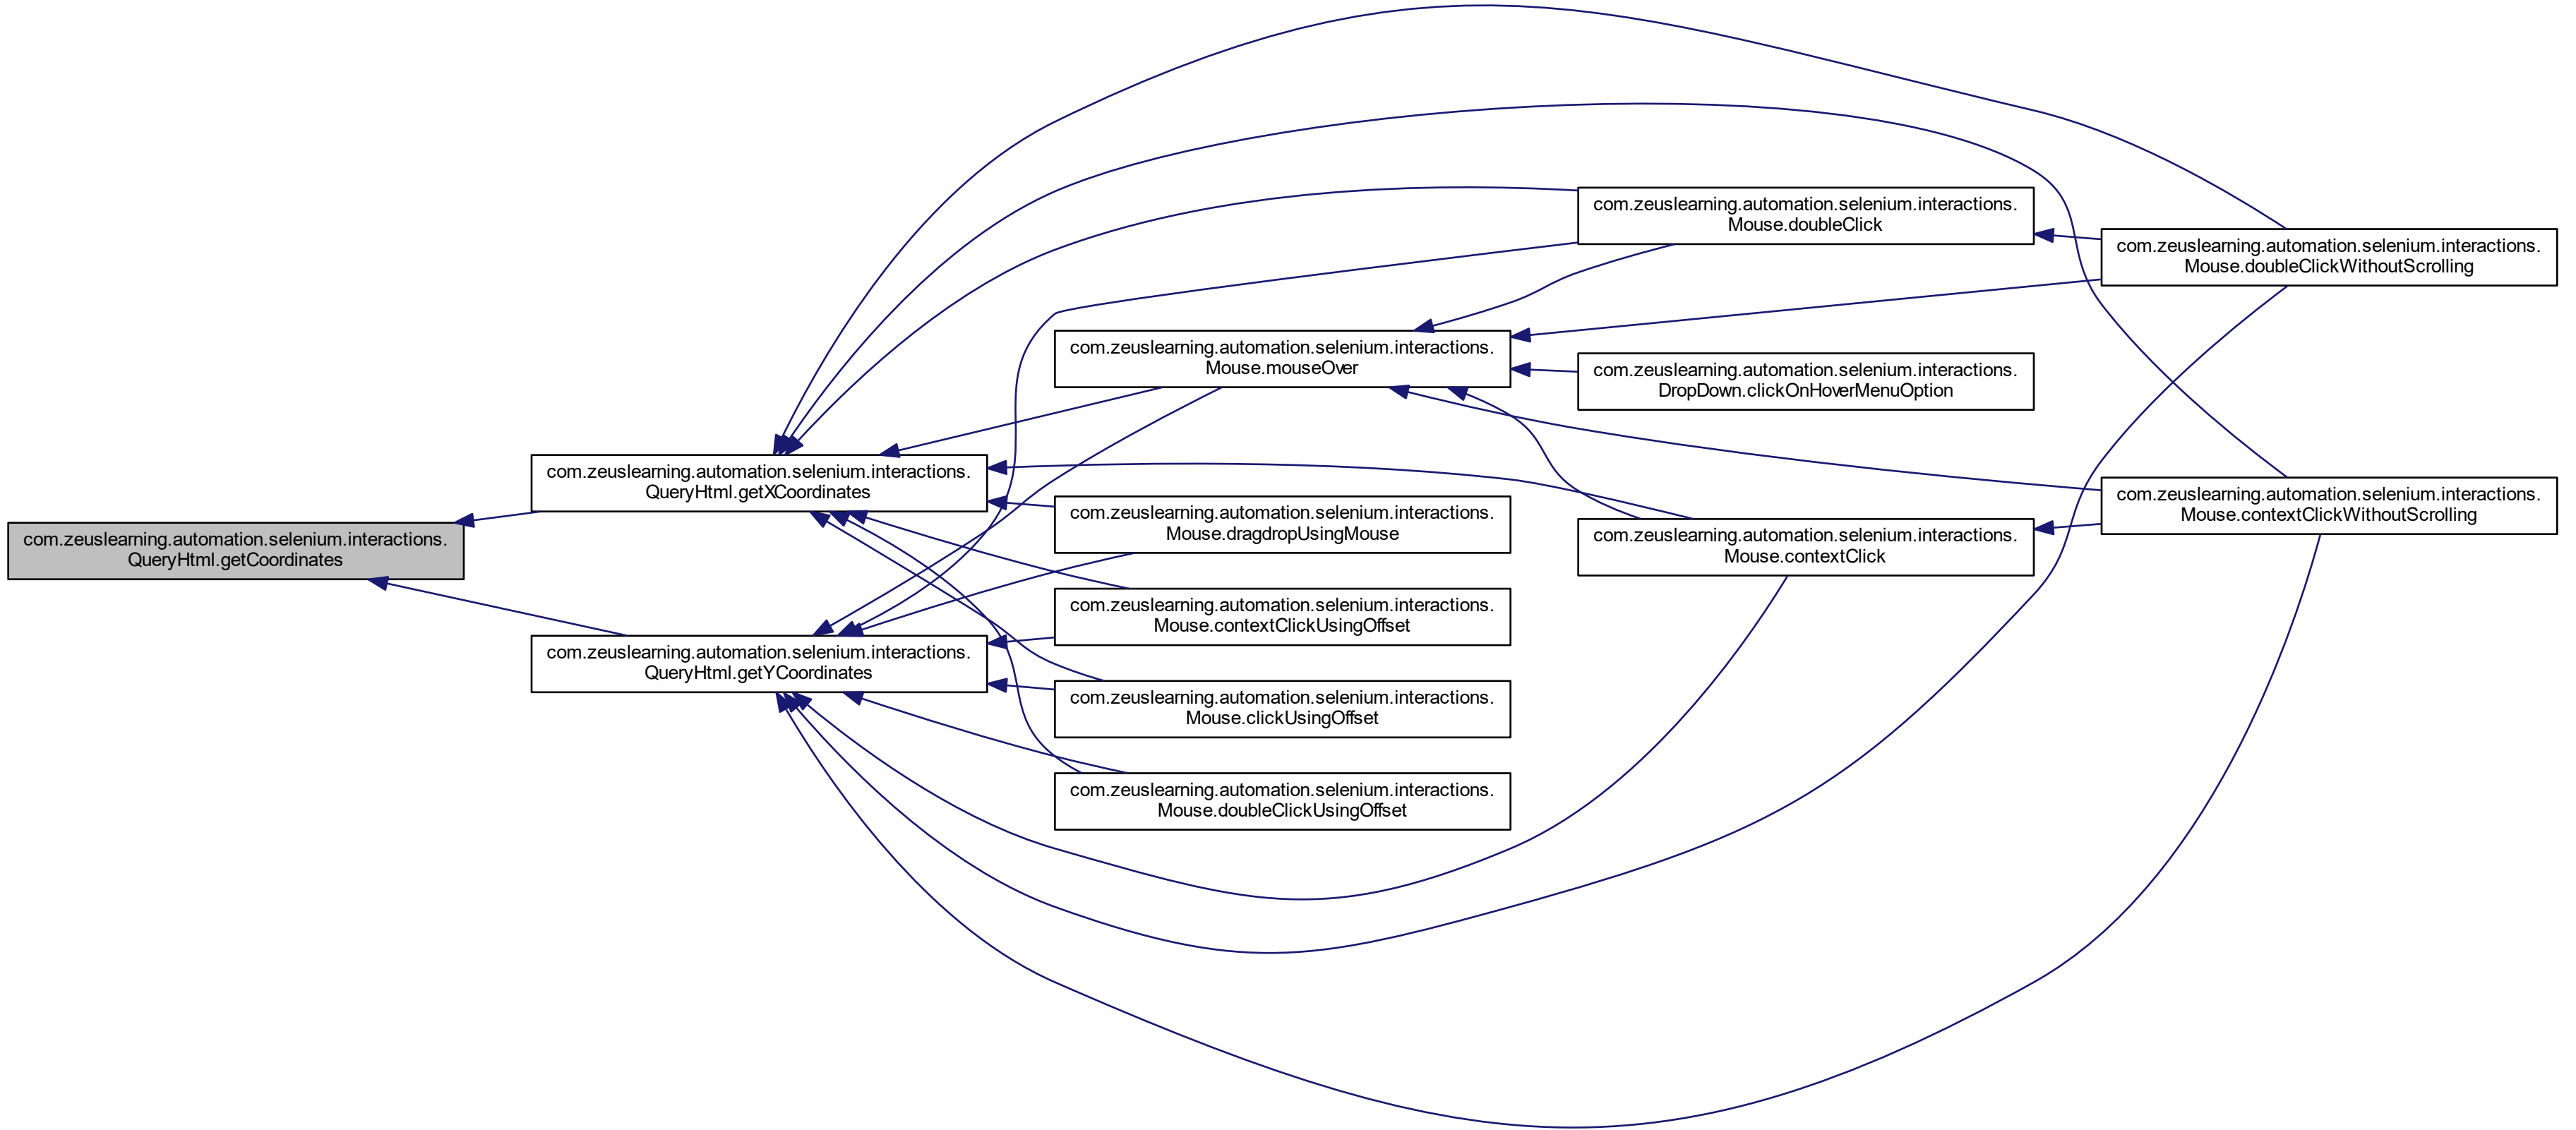 com.zeuslearning.automation.selenium.interactions.
QueryHtml.getCoordinates
com.zeuslearning.automation.selenium.interactions.
QueryHtml.getXCoordinates
com.zeuslearning.automation.selenium.interactions.
QueryHtml.getYCoordinates
com.zeuslearning.automation.selenium.interactions.
Mouse.mouseOver
com.zeuslearning.automation.selenium.interactions.
Mouse.dragdropUsingMouse
com.zeuslearning.automation.selenium.interactions.
Mouse.contextClickUsingOffset
com.zeuslearning.automation.selenium.interactions.
Mouse.clickUsingOffset
com.zeuslearning.automation.selenium.interactions.
Mouse.doubleClickUsingOffset
com.zeuslearning.automation.selenium.interactions.
Mouse.doubleClick
com.zeuslearning.automation.selenium.interactions.
DropDown.clickOnHoverMenuOption
com.zeuslearning.automation.selenium.interactions.
Mouse.contextClick
com.zeuslearning.automation.selenium.interactions.
Mouse.doubleClickWithoutScrolling
com.zeuslearning.automation.selenium.interactions.
Mouse.contextClickWithoutScrolling